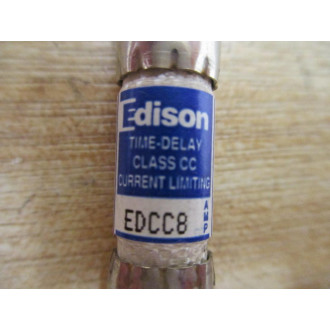 Edison
TIME-DELAY
CLASS CC
CURRENT LIMITING
EDCC8
AMP